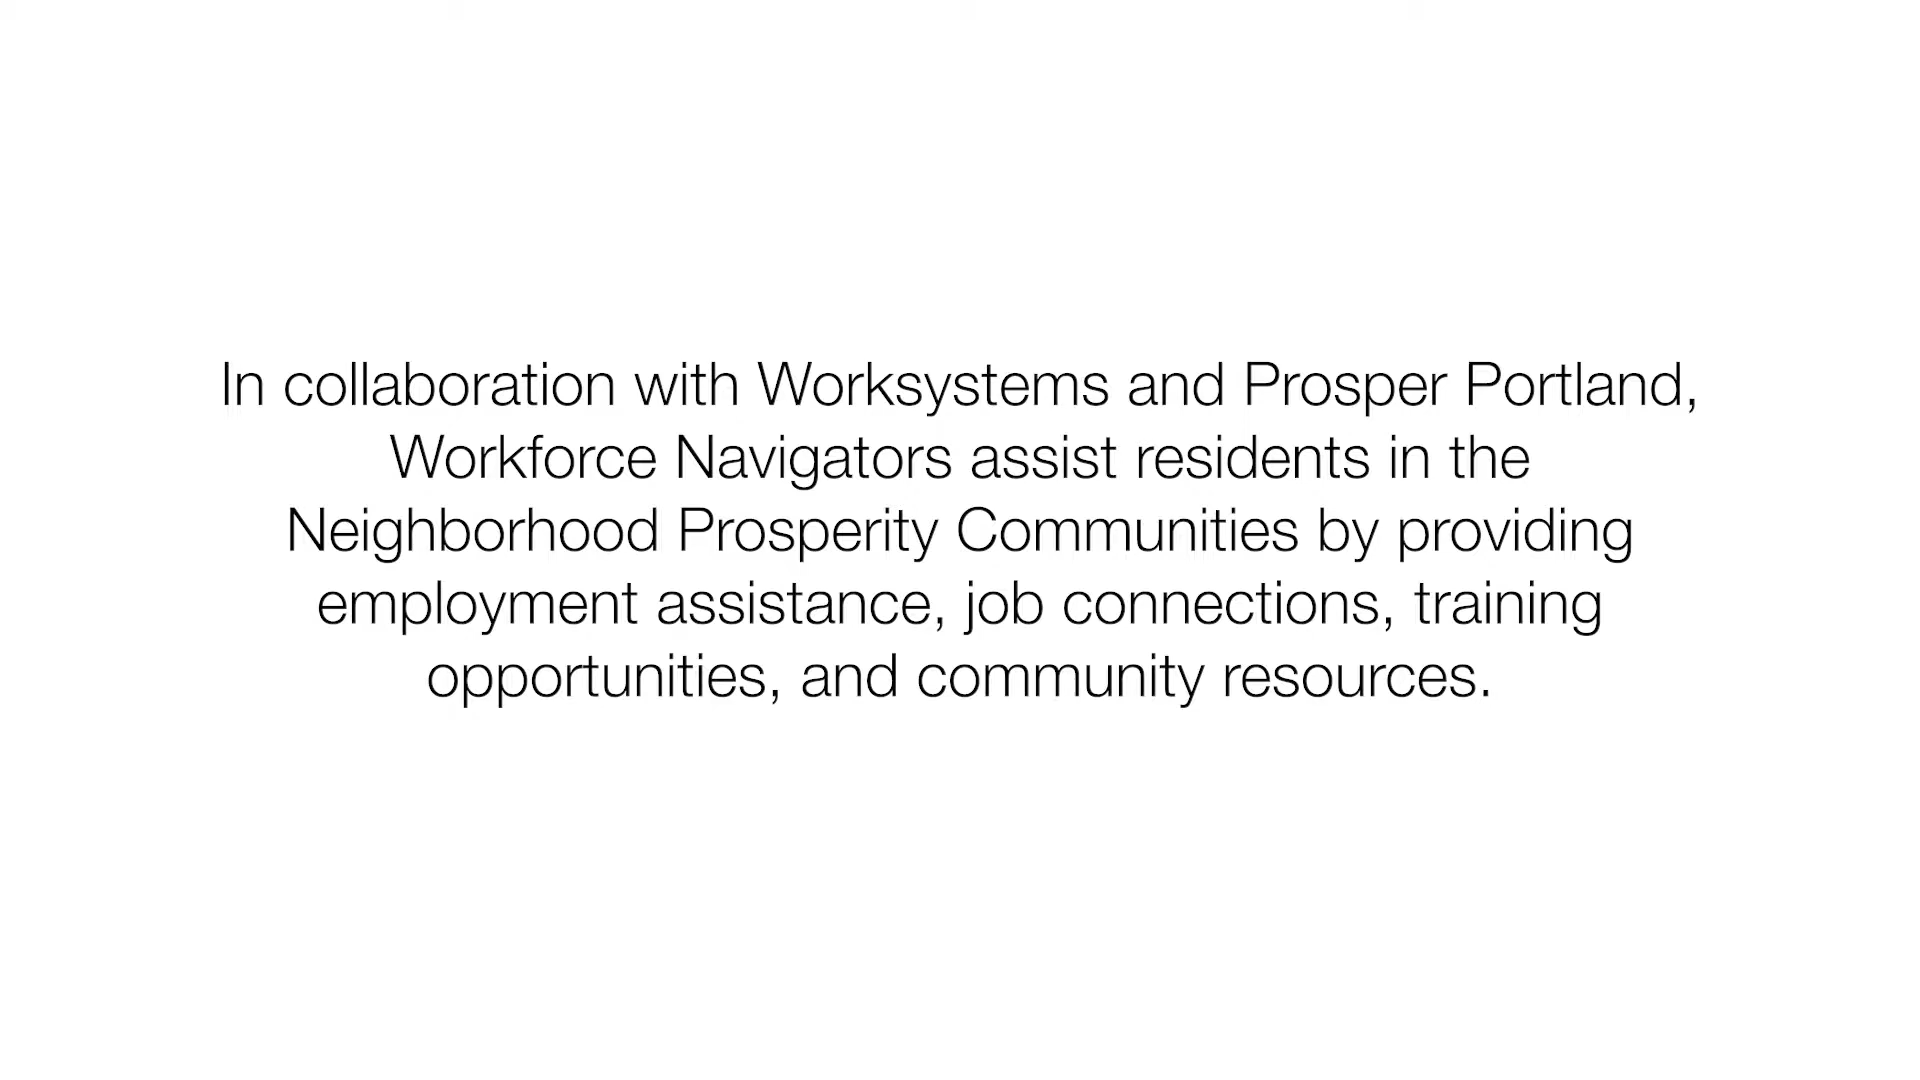 In collaboration with Worksystems and Prosper Portland,
Workforce Navigators assist residents in the
Neighborhood Prosperity Communities by providing
employment assistance, job connections, training
opportunities, and community resources.